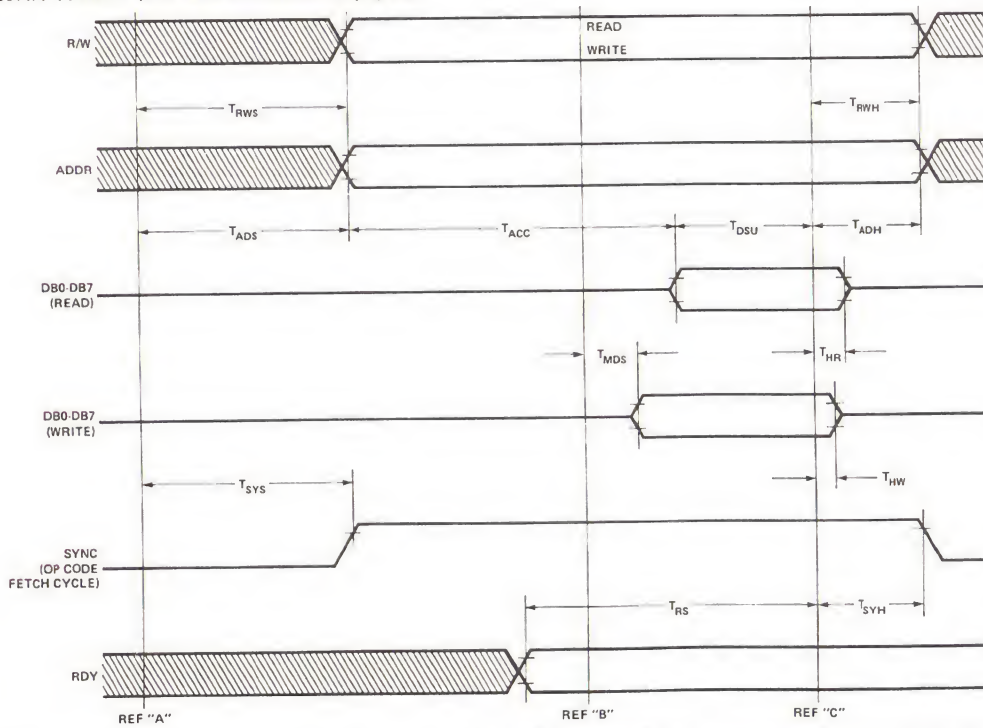 READ
R/W
WRITE
T_RWS
T_RWH
ADDR
T_ADS
T_ACC
T_DSU
T_ADH
DB0-DB7
(READ)
T_MDS
T_HR
DB0-DB7
(WRITE)
T_SYS
T_HW
SYNC
(OP CODE
FETCH CYCLE)
T_RS
T_SYH
RDY
REF "A"
REF "B"
REF "C"